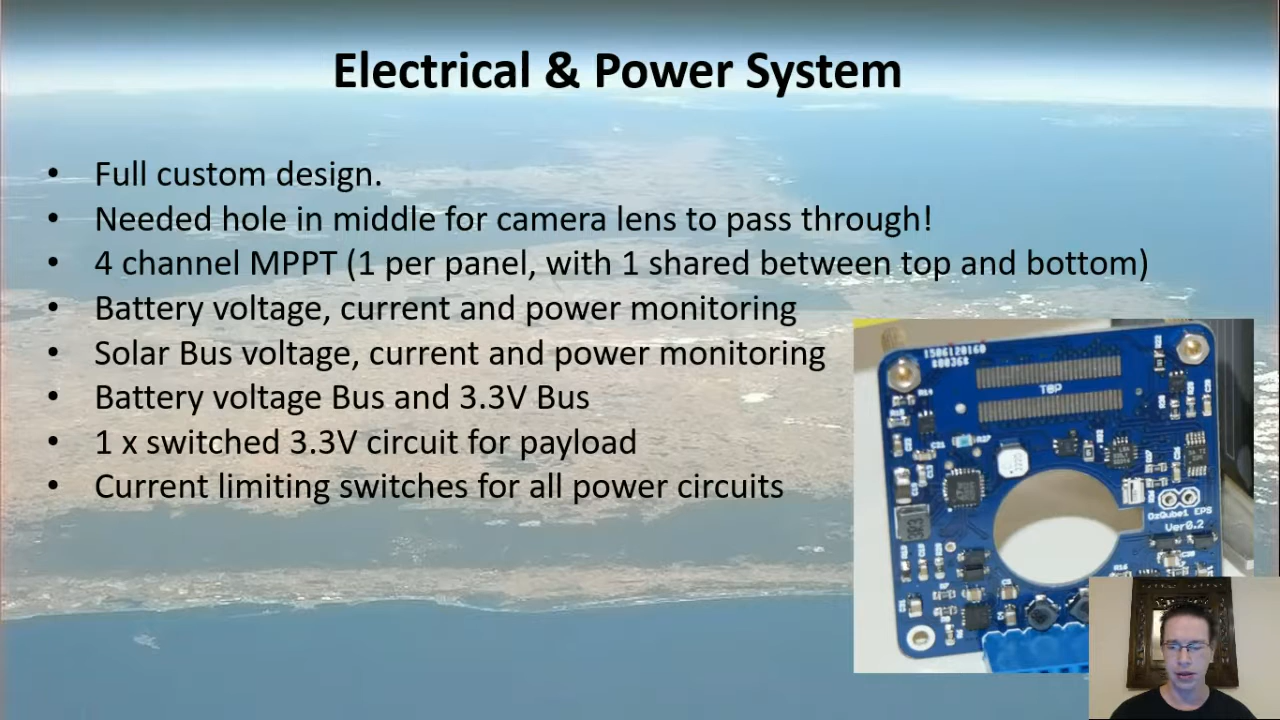 Electrical & Power System
• Full custom design.
• Needed hole in middle for camera lens to pass through!
• 4 channel MPPT (1 per panel, with 1 shared between top and bottom)
• Battery voltage, current and power monitoring
• Solar Bus voltage, current and power monitoring
• Battery voltage Bus and 3.3V Bus
• 1 x switched 3.3V circuit for payload
• Current limiting switches for all power circuits
TOP
OzQube1 EPS
Ver0.2